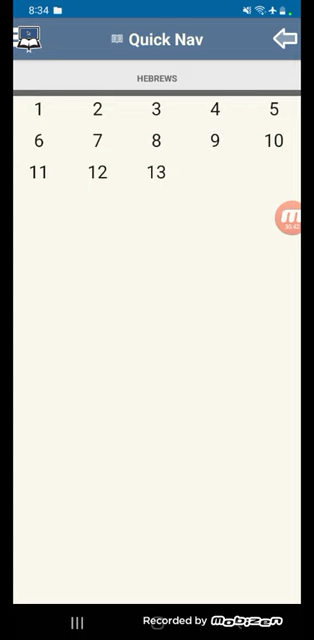 8:34
Quick Nav
HEBREWS
1 2 3 4 5
6 7 8 9 10
11 12 13
Recorded by MOBIZEN